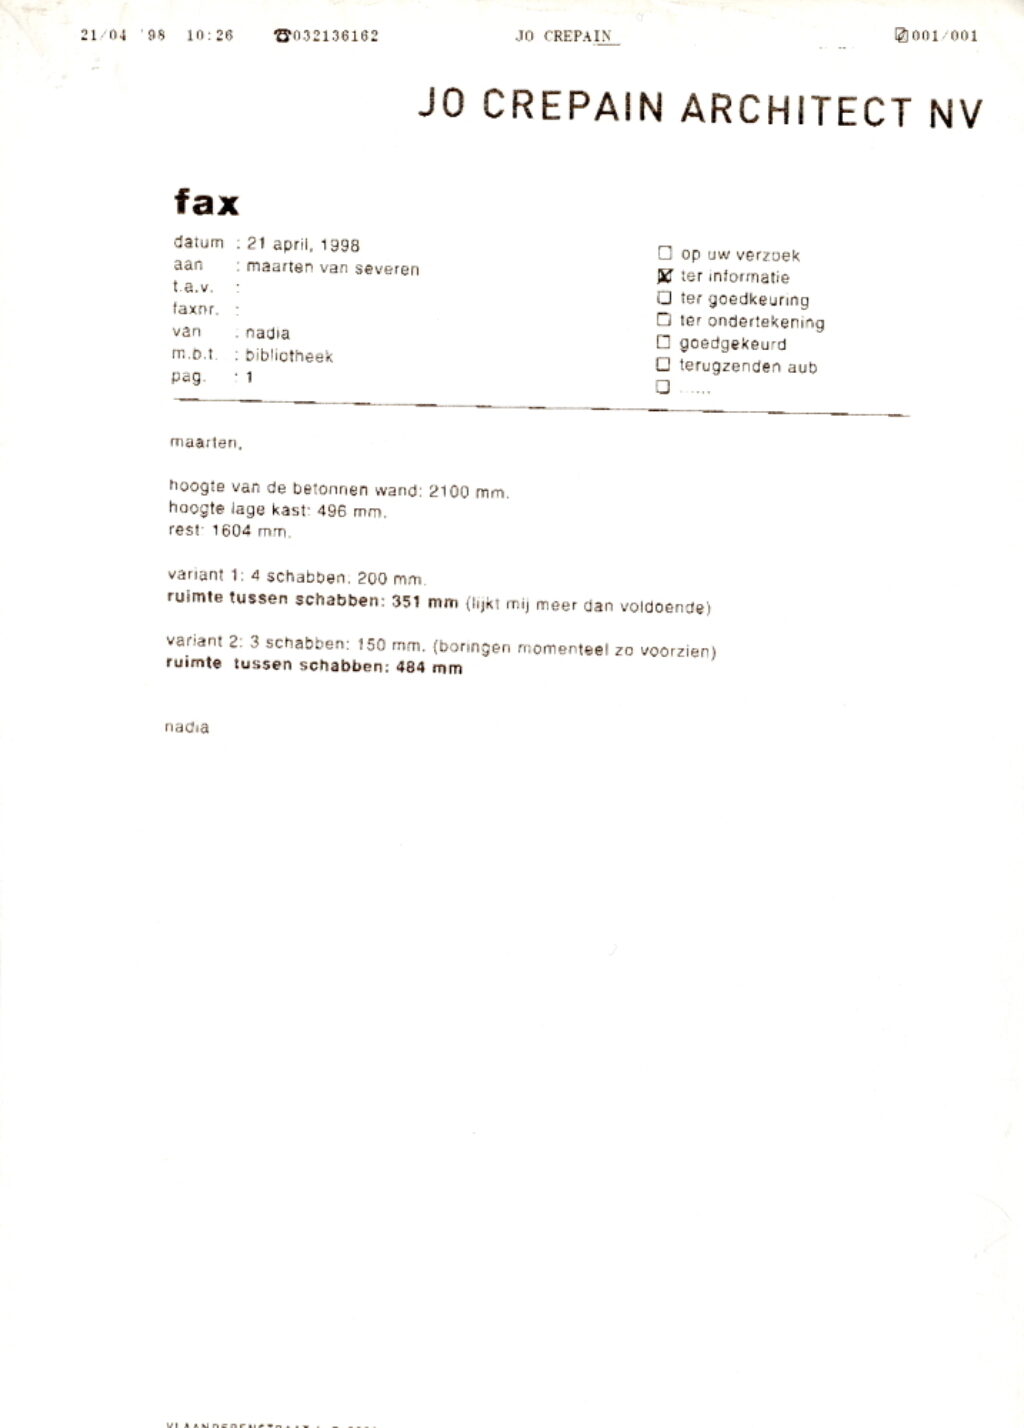 21/04 '98 10:26 ☎032136162 JO CREPAIN 001/001
JO CREPAIN ARCHITECT NV
fax
datum : 21 april, 1998
aan : maarten van severen
t.a.v. :
faxnr. :
van : nadia
m.b.t. : bibliotheek
pag. : 1
☐ op uw verzoek
☒ ter informatie
☐ ter goedkeuring
☐ ter ondertekening
☐ goedgekeurd
☐ terugzenden aub
☐ ......
maarten,
hoogte van de betonnen wand: 2100 mm.
hoogte lage kast: 496 mm.
rest: 1604 mm.
variant 1: 4 schabben: 200 mm.
ruimte tussen schabben: 351 mm (lijkt mij meer dan voldoende)
variant 2: 3 schabben: 150 mm. (boringen momenteel zo voorzien)
ruimte tussen schabben: 484 mm
nadia